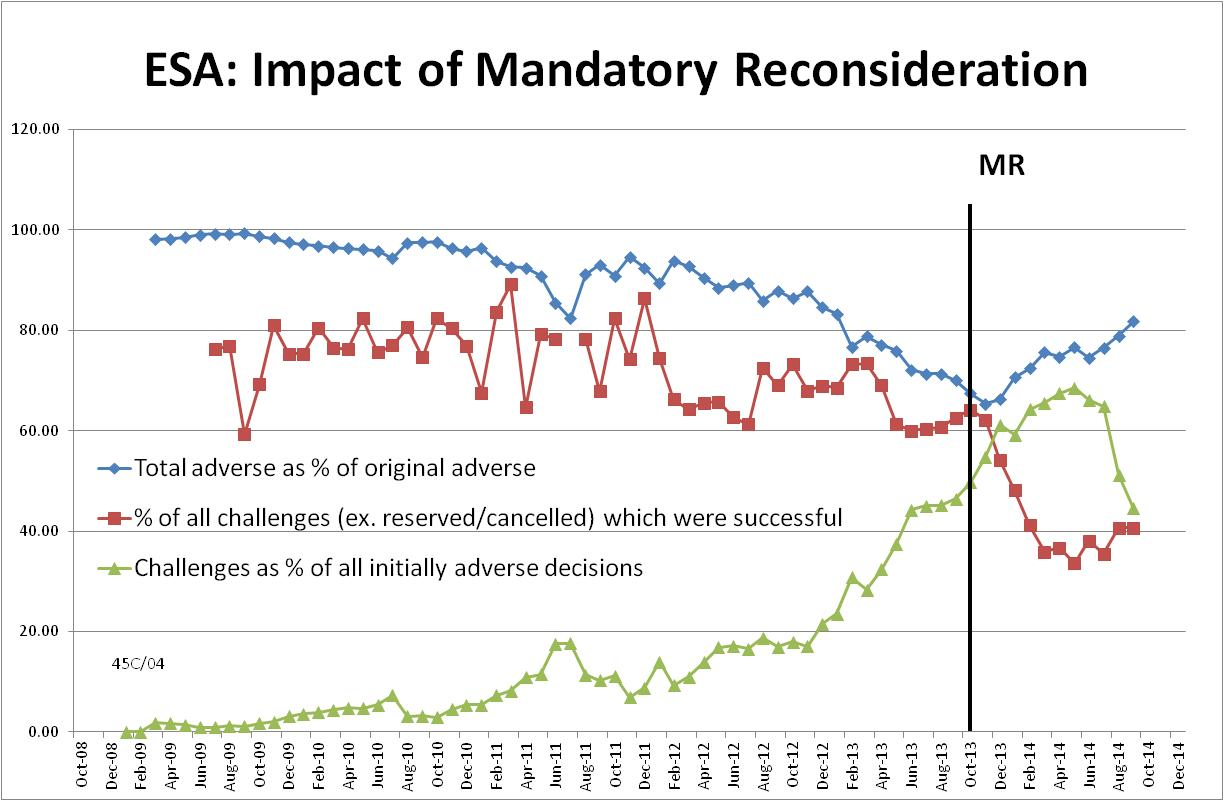 ESA: Impact of Mandatory Reconsideration
120.00
MR
100.00
80.00
60.00
Total adverse as % of original adverse
% of all challenges (ex. reserved/cancelled) which were successful
40.00
Challenges as % of all initially adverse decisions
20.00
45C/04
0.00
Oct-08
Dec-08
Feb-09
Apr-09
Jun-09
Aug-09
Oct-09
Dec-09
Feb-10
Apr-10
Jun-10
Aug-10
Oct-10
Dec-10
Feb-11
Apr-11
Jun-11
Aug-11
Oct-11
Dec-11
Feb-12
Apr-12
Jun-12
Aug-12
Oct-12
Dec-12
Feb-13
Apr-13
Jun-13
Aug-13
Oct-13
Dec-13
Feb-14
Apr-14
Jun-14
Aug-14
Oct-14
Dec-14